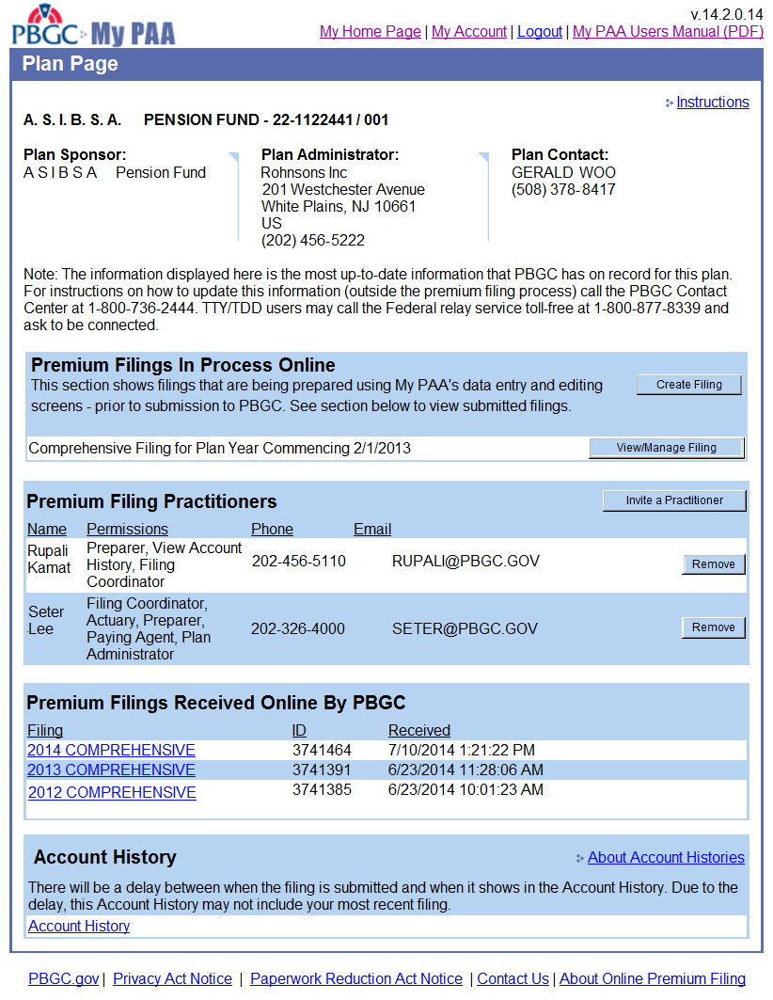 v.14.2.0.14
PBGC My PAA
My Home Page | My Account | Logout | My PAA Users Manual (PDF)
Plan Page
Instructions
A. S. I. B. S. A. PENSION FUND - 22-1122441 / 001
Plan Sponsor:
A S I B S A Pension Fund
Plan Administrator:
Rohnsons Inc
201 Westchester Avenue
White Plains, NJ 10661
US
(202) 456-5222
Plan Contact:
GERALD WOO
(508) 378-8417
Note: The information displayed here is the most up-to-date information that PBGC has on record for this plan.
For instructions on how to update this information (outside the premium filing process) call the PBGC Contact
Center at 1-800-736-2444. TTY/TDD users may call the Federal relay service toll-free at 1-800-877-8339 and
ask to be connected.
Premium Filings In Process Online
This section shows filings that are being prepared using My PAA's data entry and editing
screens - prior to submission to PBGC. See section below to view submitted filings.
Create Filing
Comprehensive Filing for Plan Year Commencing 2/1/2013
View/Manage Filing
Premium Filing Practitioners
Invite a Practitioner
Name Permissions Phone Email
Rupali
Kamat
Preparer, View Account
History, Filing
Coordinator
202-456-5110
RUPALI@PBGC.GOV
Remove
Seter
Lee
Filing Coordinator,
Actuary, Preparer,
Paying Agent, Plan
Administrator
202-326-4000
SETER@PBGC.GOV
Remove
Premium Filings Received Online By PBGC
Filing ID Received
2014 COMPREHENSIVE 3741464 7/10/2014 1:21:22 PM
2013 COMPREHENSIVE 3741391 6/23/2014 11:28:06 AM
2012 COMPREHENSIVE 3741385 6/23/2014 10:01:23 AM
Account History
About Account Histories
There will be a delay between when the filing is submitted and when it shows in the Account History. Due to the
delay, this Account History may not include your most recent filing.
Account History
PBGC.gov | Privacy Act Notice | Paperwork Reduction Act Notice | Contact Us | About Online Premium Filing